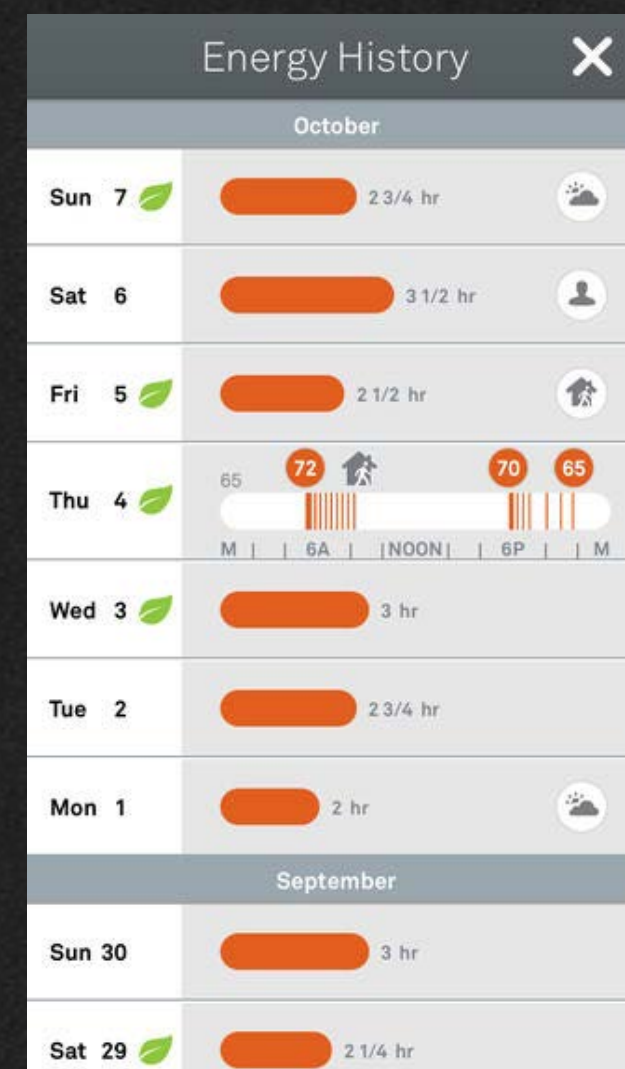 Energy History
October
Sun 7 2 3/4 hr
Sat 6 3 1/2 hr
Fri 5 2 1/2 hr
Thu 4 65 72 70 65
M 6A NOON 6P M
Wed 3 3 hr
Tue 2 2 3/4 hr
Mon 1 2 hr
September
Sun 30 3 hr
Sat 29 2 1/4 hr